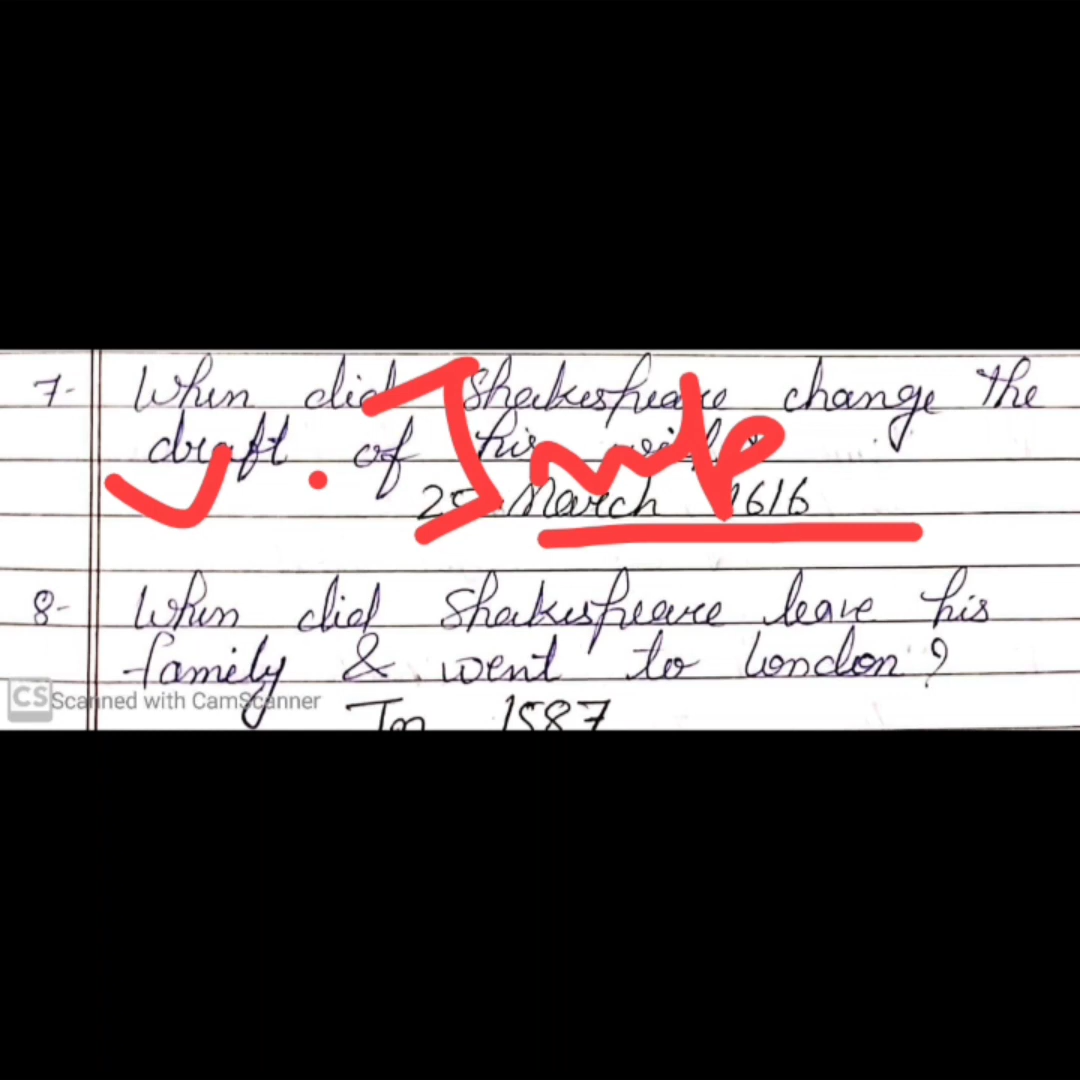 7- When did Shakespeare change the
draft of his will?
Imp
25 March 1616
8- When did Shakespeare leave his
family & went to London ?
CS Scanned with CamScanner
In 1587